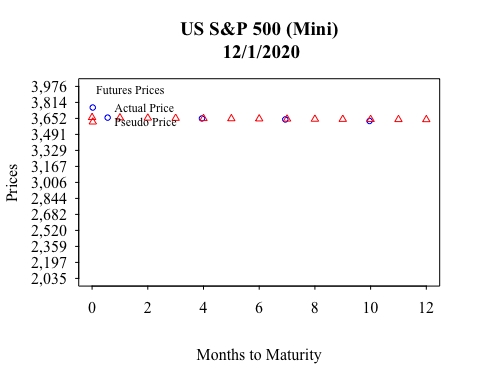 US S&P 500 (Mini)
12/1/2020
Futures Prices
Actual Price
Pseudo Price
Prices
3,976
3,814
3,652
3,491
3,329
3,167
3,006
2,844
2,682
2,520
2,359
2,197
2,035
0 2 4 6 8 10 12
Months to Maturity